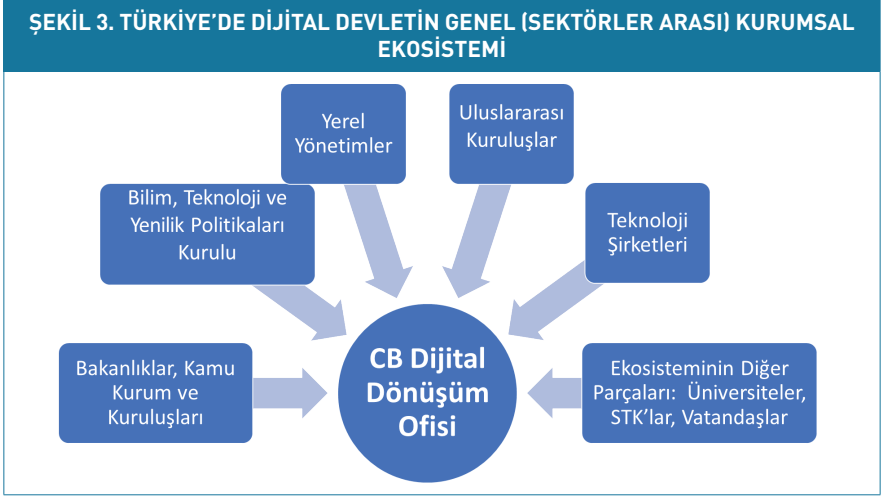 ŞEKİL 3. TÜRKİYE’DE DİJİTAL DEVLETİN GENEL (SEKTÖRLER ARASI) KURUMSAL
EKOSİSTEMİ
Yerel
Yönetimler
Uluslararası
Kuruluşlar
Bilim, Teknoloji ve
Yenilik Politikaları
Kurulu
Teknoloji
Şirketleri
Bakanlıklar, Kamu
Kurum ve
Kuruluşları
CB Dijital
Dönüşüm
Ofisi
Ekosisteminin Diğer
Parçaları: Üniversiteler,
STK’lar, Vatandaşlar